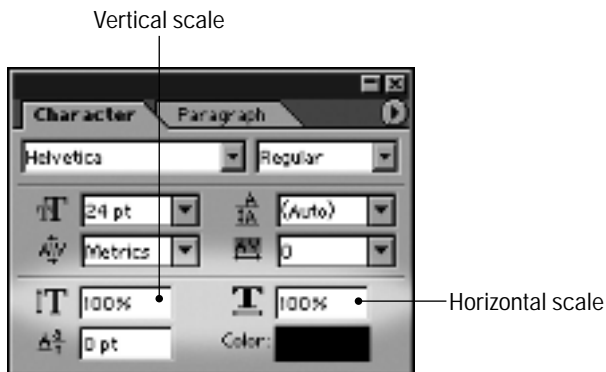 Vertical scale
Character Paragraph
Helvetica Regular
24 pt (Auto)
Metrics 0
100% 100%
Horizontal scale
0 pt Color: